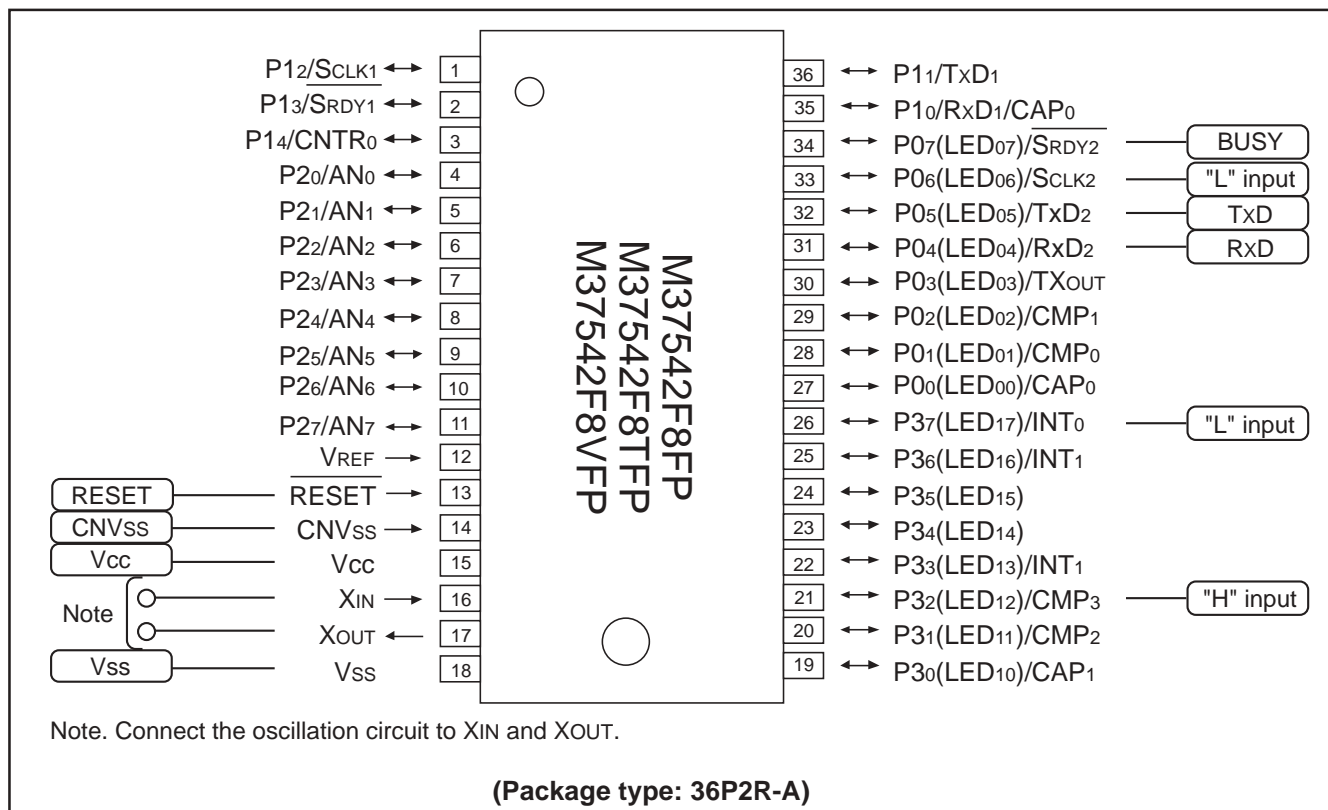 P12/SCLK1 1
P13/SRDY1 2
P14/CNTR0 3
P20/AN0 4
P21/AN1 5
P22/AN2 6
P23/AN3 7
P24/AN4 8
P25/AN5 9
P26/AN6 10
P27/AN7 11
VREF 12
RESET RESET 13
CNVSS CNVSS 14
Vcc Vcc 15
Note
XIN 16
XOUT 17
Vss Vss 18
M37542F8FP
M37542F8TFP
M37542F8VFP
36 P11/TxD1
35 P10/RxD1/CAP0
34 P07(LED07)/SRDY2 BUSY
33 P06(LED06)/SCLK2 "L" input
32 P05(LED05)/TxD2 TxD
31 P04(LED04)/RxD2 RxD
30 P03(LED03)/TXOUT
29 P02(LED02)/CMP1
28 P01(LED01)/CMP0
27 P00(LED00)/CAP0
26 P37(LED17)/INT0 "L" input
25 P36(LED16)/INT1
24 P35(LED15)
23 P34(LED14)
22 P33(LED13)/INT1
21 P32(LED12)/CMP3 "H" input
20 P31(LED11)/CMP2
19 P30(LED10)/CAP1
Note. Connect the oscillation circuit to XIN and XOUT.
(Package type: 36P2R-A)